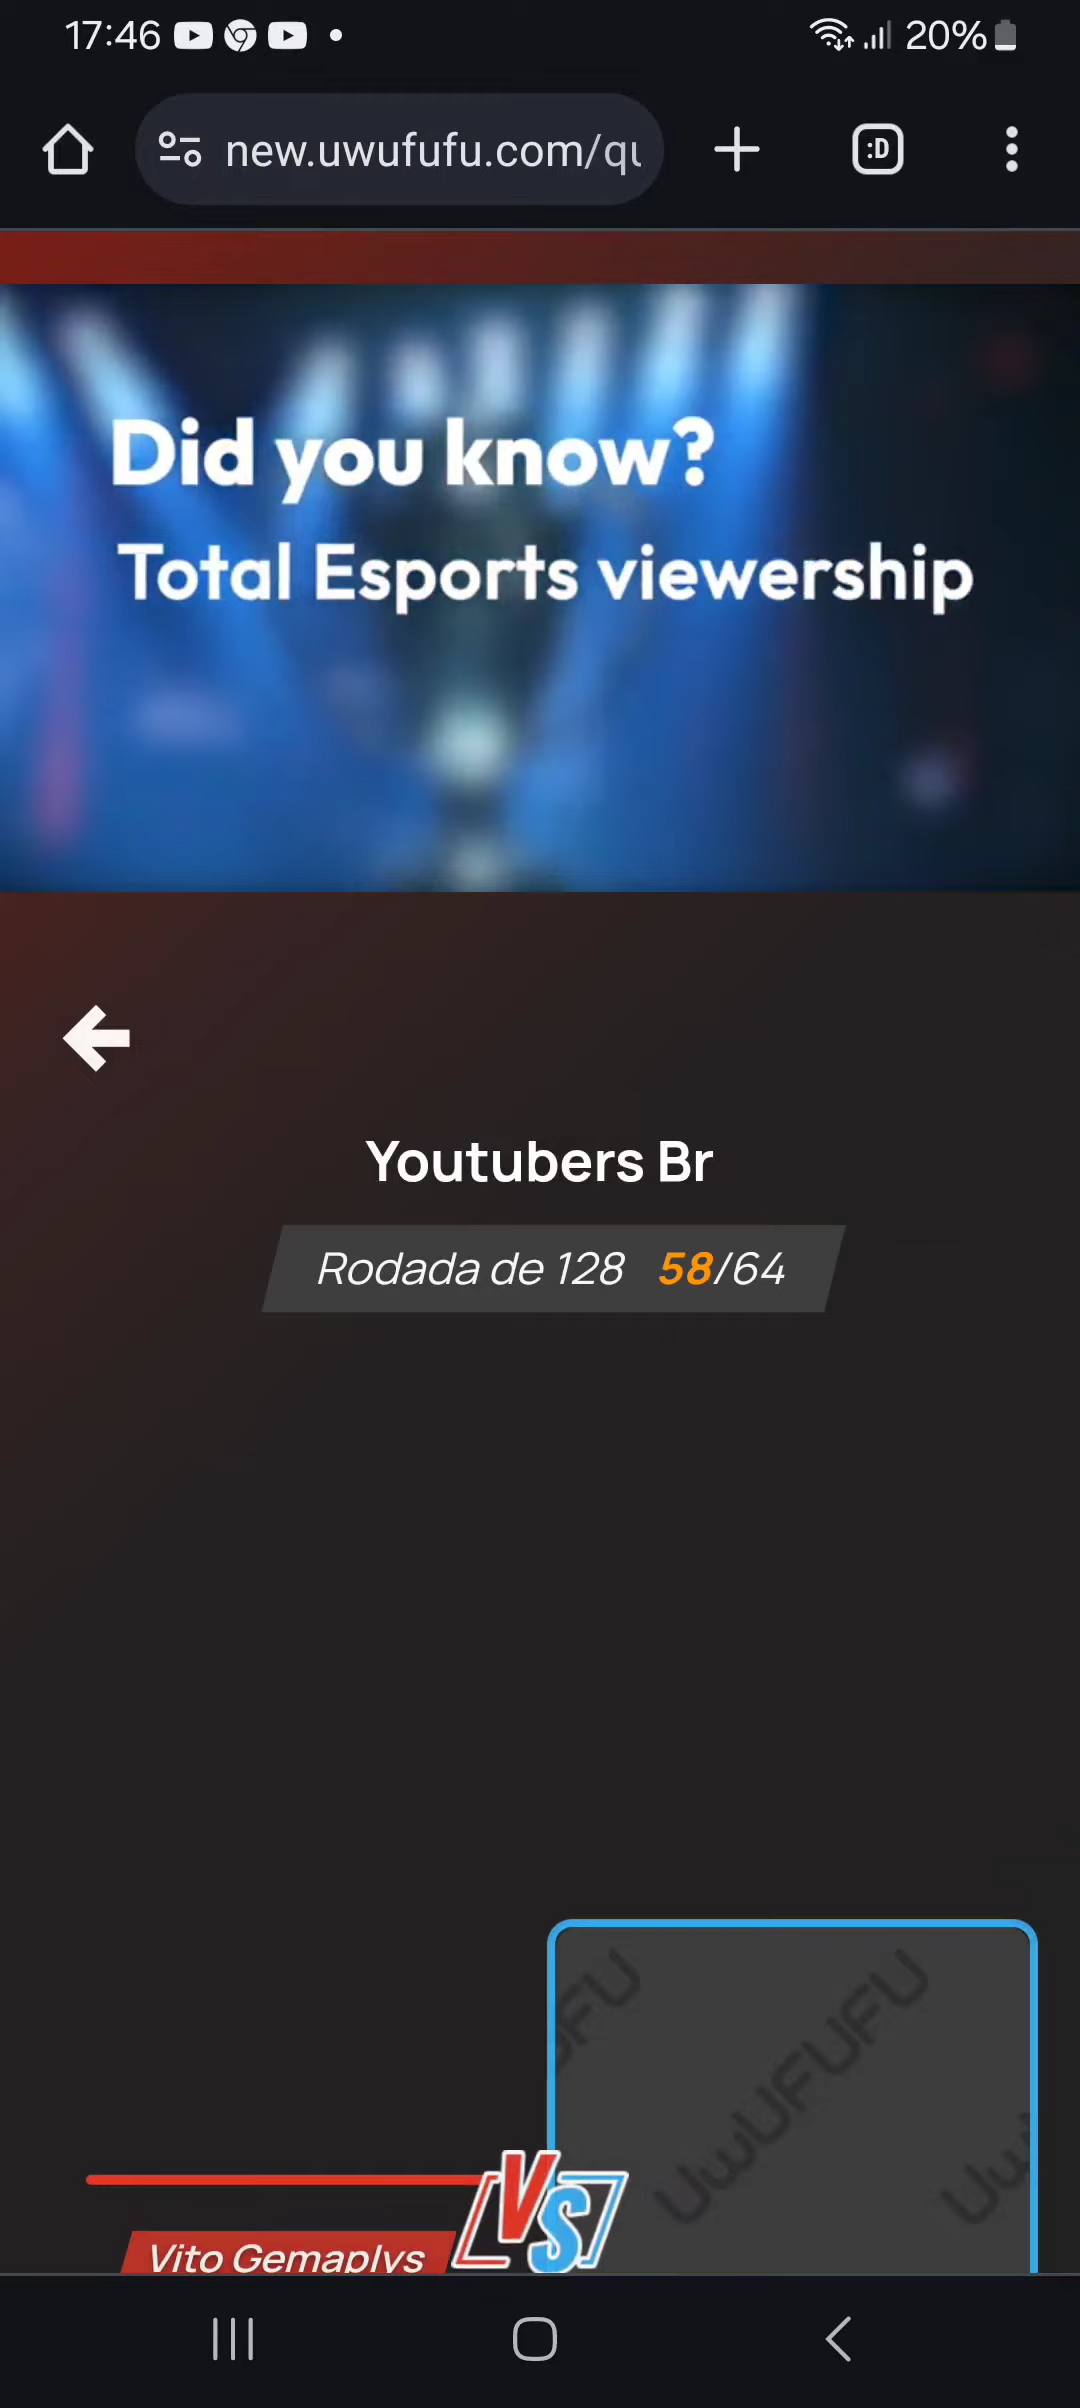 17:46
20%
new.uwufufu.com/qu
:D
Did you know?
Total Esports viewership
Youtubers Br
Rodada de 128 58/64
UwUFUFU
VS
Vito Gemaplys